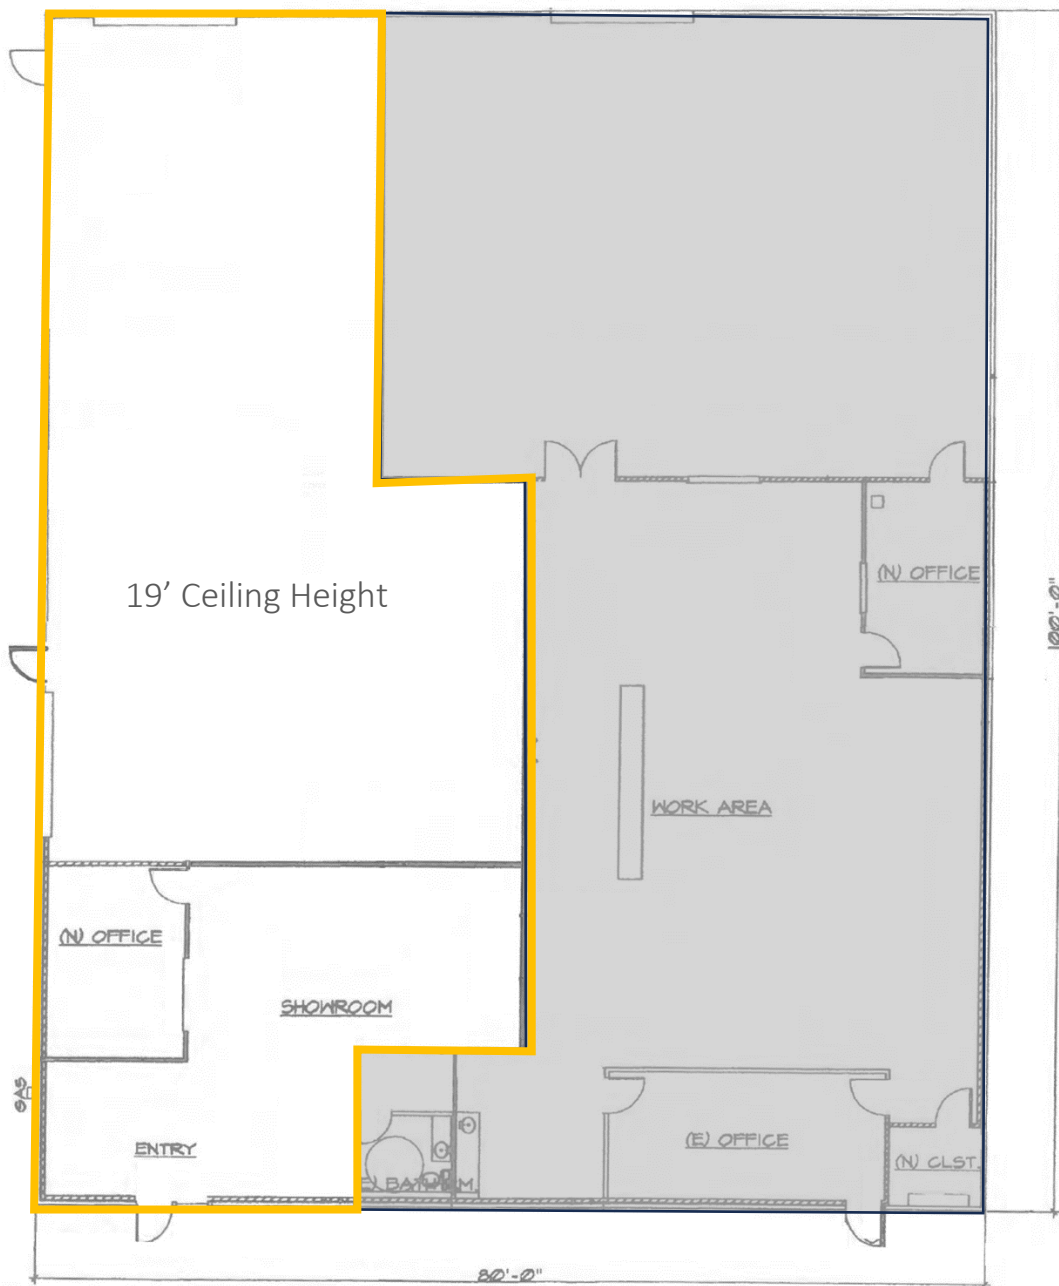 (N) OFFICE
100'-0"
19’ Ceiling Height
WORK AREA
(N) OFFICE
SHOWROOM
GAS
ENTRY
(E) OFFICE
(N) CLST.
80'-0"